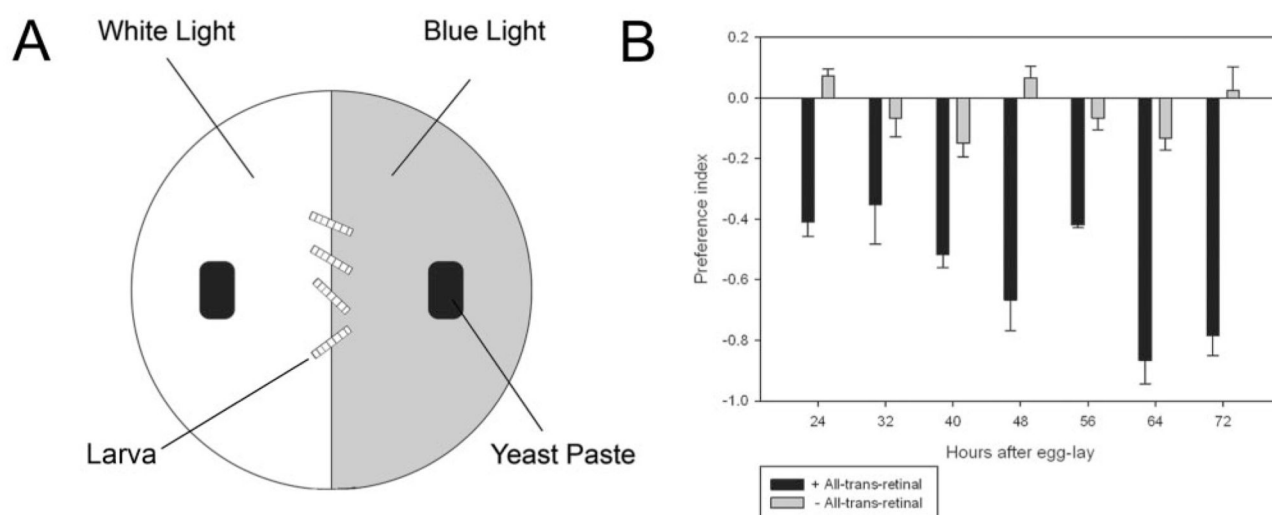 A
White Light
Blue Light
Larva
Yeast Paste
B
0.2
0.0
-0.2
-0.4
-0.6
-0.8
-1.0
Preference index
24 32 40 48 56 64 72
Hours after egg-lay
+ All-trans-retinal
- All-trans-retinal